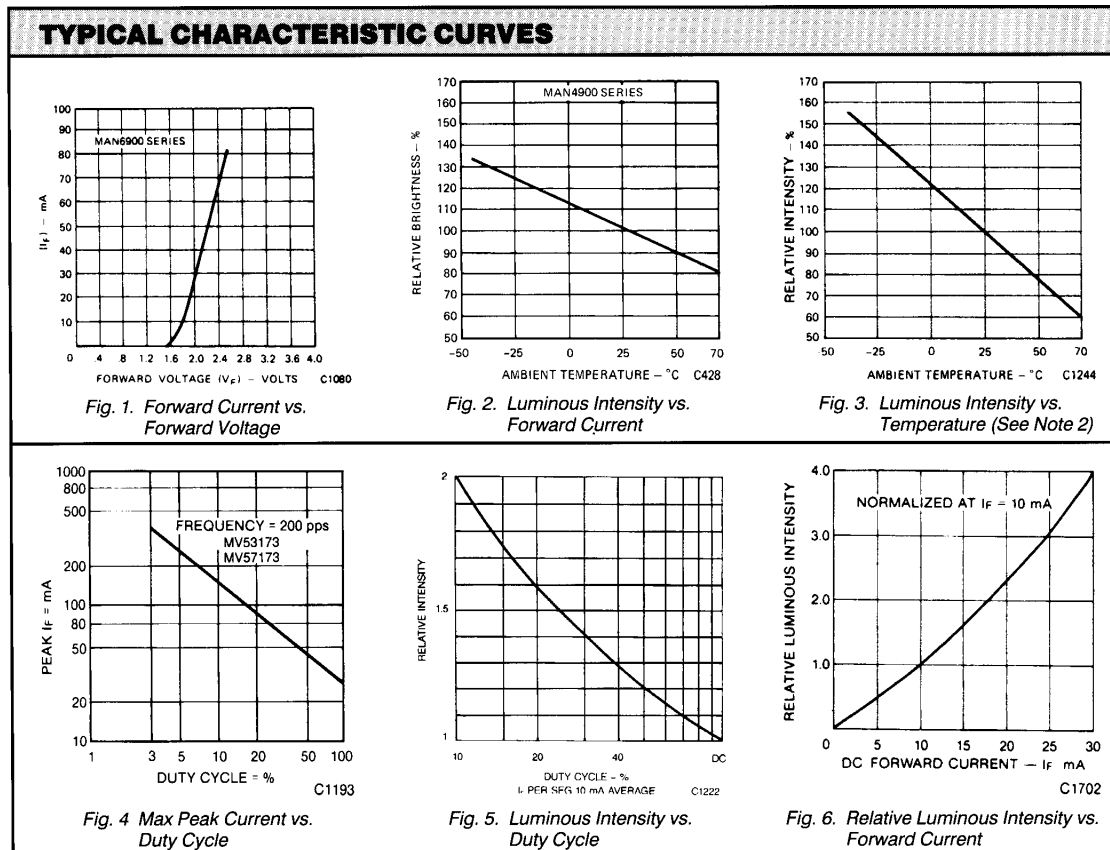 TYPICAL CHARACTERISTIC CURVES
100
90
80
70
60
50
40
30
20
10
MAN6900 SERIES
(IF) – mA
0 .4 .8 1.2 1.6 2.0 2.4 2.8 3.2 3.6 4.0
FORWARD VOLTAGE (VF) – VOLTS C1080
Fig. 1. Forward Current vs.
Forward Voltage
170
160
150
140
130
120
110
100
90
80
70
60
50
MAN4900 SERIES
RELATIVE BRIGHTNESS – %
-50 -25 0 25 50 70
AMBIENT TEMPERATURE – °C C428
Fig. 2. Luminous Intensity vs.
Forward Current
170
160
150
140
130
120
110
100
90
80
70
60
50
RELATIVE INTENSITY – %
-50 -25 0 25 50 70
AMBIENT TEMPERATURE – °C C1244
Fig. 3. Luminous Intensity vs.
Temperature (See Note 2)
1000
800
500
200
100
80
50
20
10
FREQUENCY = 200 pps
MV53173
MV57173
PEAK IF = mA
1 3 5 10 20 50 100
DUTY CYCLE = %
C1193
Fig. 4 Max Peak Current vs.
Duty Cycle
2
1.5
1
RELATIVE INTENSITY
10 20 40 DC
DUTY CYCLE – %
IF PER SEG 10 mA AVERAGE C1222
Fig. 5. Luminous Intensity vs.
Duty Cycle
4.0
3.0
2.0
1.0
NORMALIZED AT IF = 10 mA
RELATIVE LUMINOUS INTENSITY
0 5 10 15 20 25 30
DC FORWARD CURRENT — IF mA
C1702
Fig. 6. Relative Luminous Intensity vs.
Forward Current